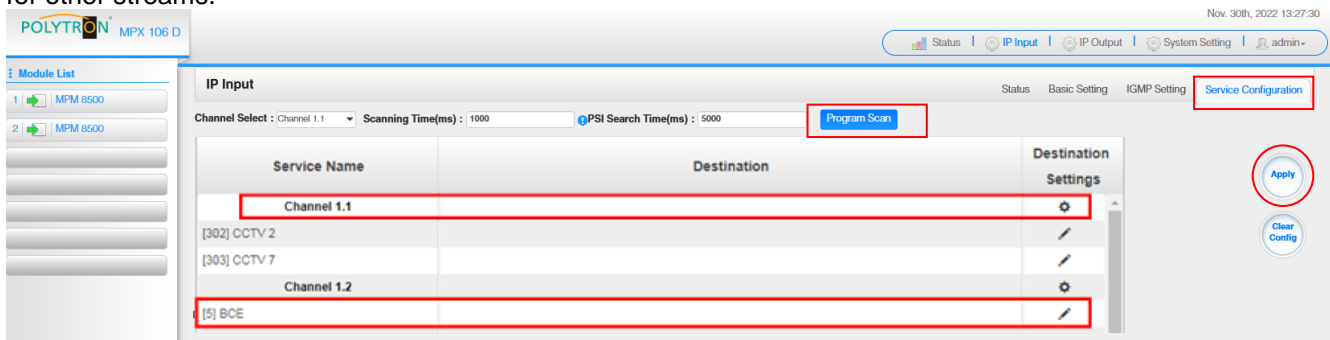 for other streams.
POLYTRON MPX 106 D
Nov. 30th, 2022 13:27:30
Status | IP Input | IP Output | System Setting | admin
Module List
1 MPM 8500
2 MPM 8500
IP Input
Status Basic Setting IGMP Setting Service Configuration
Channel Select : Channel 1.1 Scanning Time(ms) : 1000 PSI Search Time(ms) : 5000 Program Scan
Service Name Destination Destination Settings
Channel 1.1
[302] CCTV 2
[303] CCTV 7
Channel 1.2
[5] BCE
Apply
Clear
Config